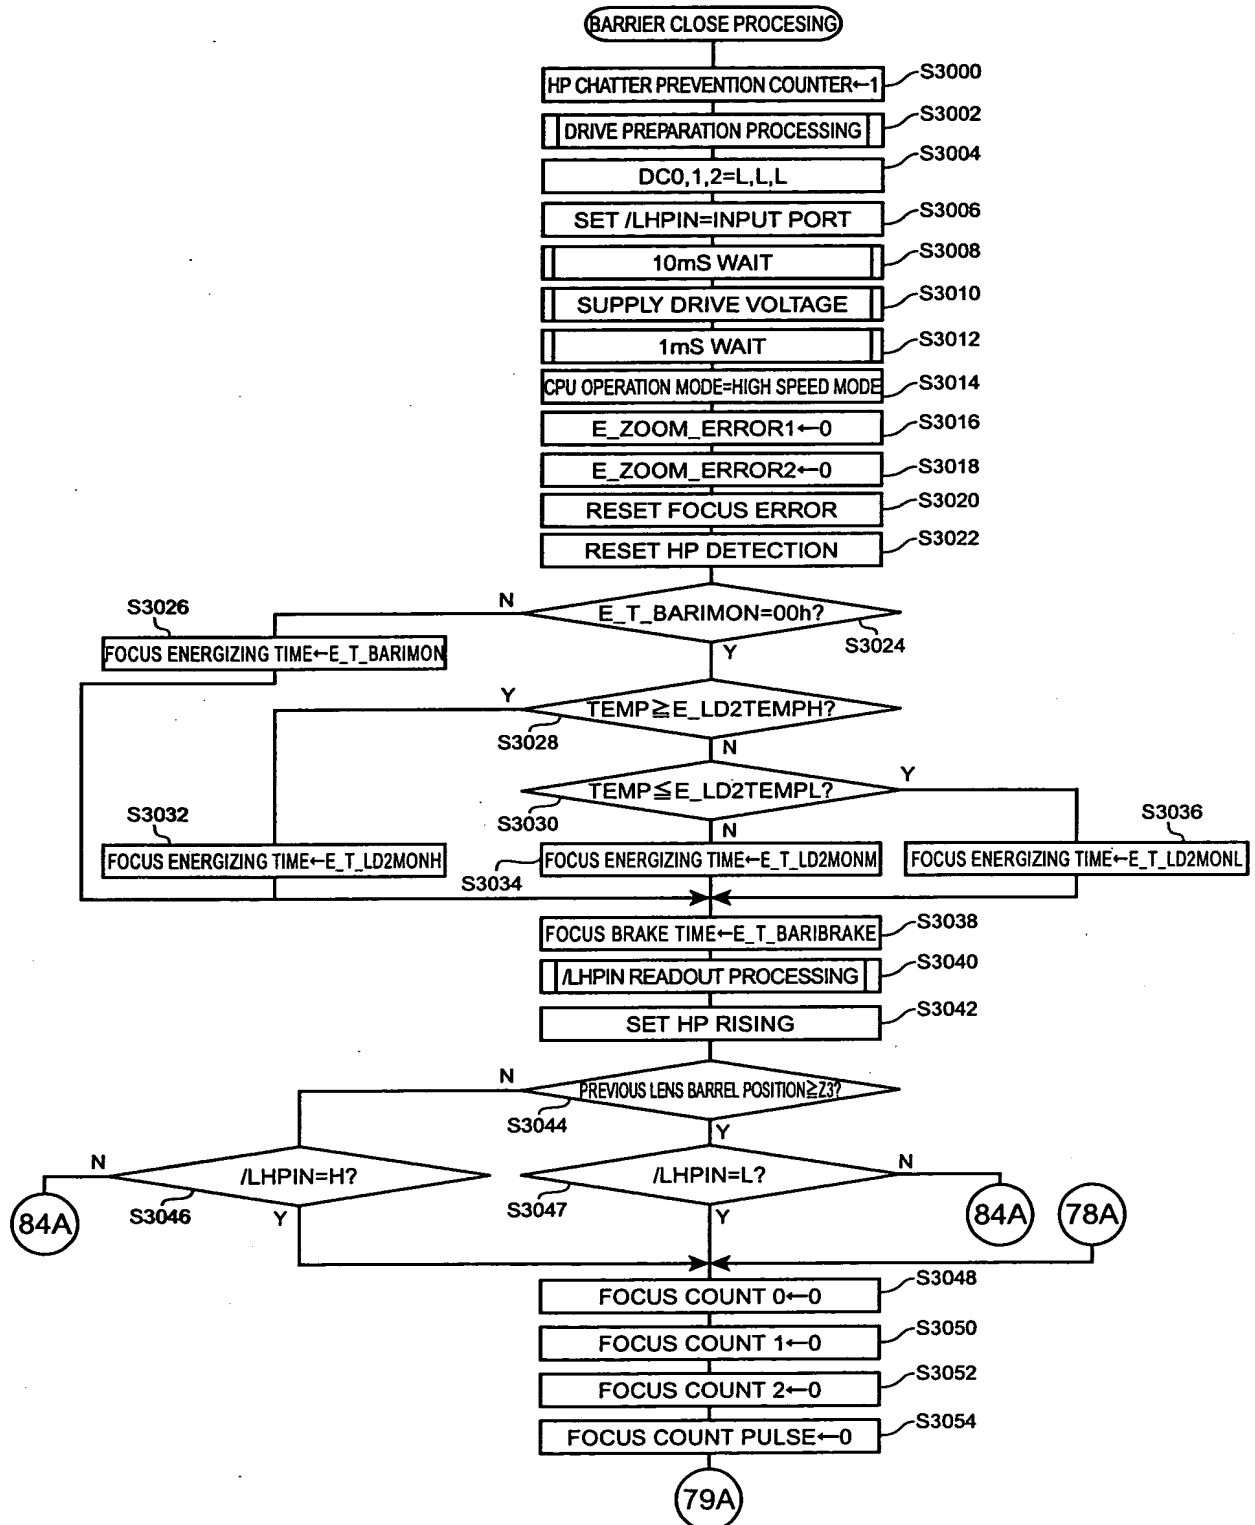 BARRIER CLOSE PROCESING
HP CHATTER PREVENTION COUNTER←1
S3000
DRIVE PREPARATION PROCESSING
S3002
DC0,1,2=L,L,L
S3004
SET /LHPIN=INPUT PORT
S3006
10mS WAIT
S3008
SUPPLY DRIVE VOLTAGE
S3010
1mS WAIT
S3012
CPU OPERATION MODE=HIGH SPEED MODE
S3014
E_ZOOM_ERROR1←0
S3016
E_ZOOM_ERROR2←0
S3018
RESET FOCUS ERROR
S3020
RESET HP DETECTION
S3022
E_T_BARIMON=00h?
S3024
N
Y
S3026
FOCUS ENERGIZING TIME←E_T_BARIMON
TEMP≧E_LD2TEMPH?
S3028
Y
N
TEMP≦E_LD2TEMPL?
S3030
Y
N
S3032
FOCUS ENERGIZING TIME←E_T_LD2MONH
S3034
FOCUS ENERGIZING TIME←E_T_LD2MONM
S3036
FOCUS ENERGIZING TIME←E_T_LD2MONL
FOCUS BRAKE TIME←E_T_BARIBRAKE
S3038
/LHPIN READOUT PROCESSING
S3040
SET HP RISING
S3042
PREVIOUS LENS BARREL POSITION≧Z3?
S3044
N
Y
/LHPIN=H?
S3046
N
Y
84A
/LHPIN=L?
S3047
N
Y
84A
78A
FOCUS COUNT 0←0
S3048
FOCUS COUNT 1←0
S3050
FOCUS COUNT 2←0
S3052
FOCUS COUNT PULSE←0
S3054
79A